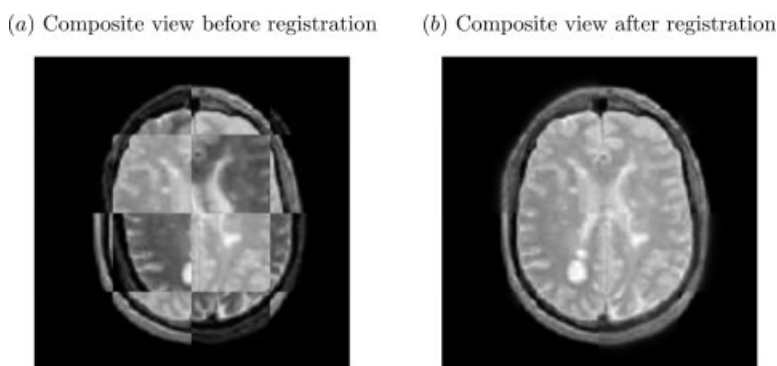 (a) Composite view before registration
(b) Composite view after registration